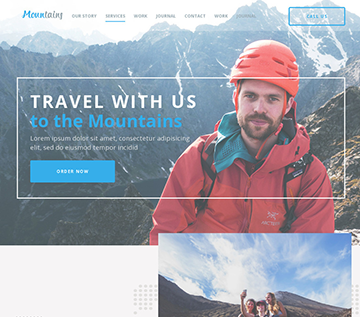 Mountains
OUR STORY SERVICES WORK JOURNAL CONTACT WORK JOURNAL
CALL US
TRAVEL WITH US
to the Mountains
Lorem ipsum dolor sit amet, consectetur adipisicing
elit, sed do eiusmod tempor incidid
ORDER NOW